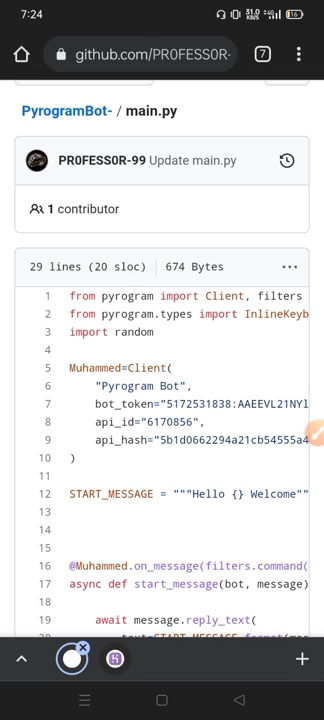 7:24
31.0
KB/S
16
github.com/PR0FESS0R-
7
PyrogramBot- / main.py
PR0FESS0R-99 Update main.py
1 contributor
29 lines (20 sloc) 674 Bytes
1 from pyrogram import Client, filters
2 from pyrogram.types import InlineKeyb
3 import random
4
5 Muhammed=Client(
6 "Pyrogram Bot",
7 bot_token="5172531838:AAEEVL21NYl
8 api_id="6170856",
9 api_hash="5b1d0662294a21cb54555a4
10 )
11
12 START_MESSAGE = """Hello {} Welcome""
13
14
15
16 @Muhammed.on_message(filters.command(
17 async def start_message(bot, message)
18
19 await message.reply_text(